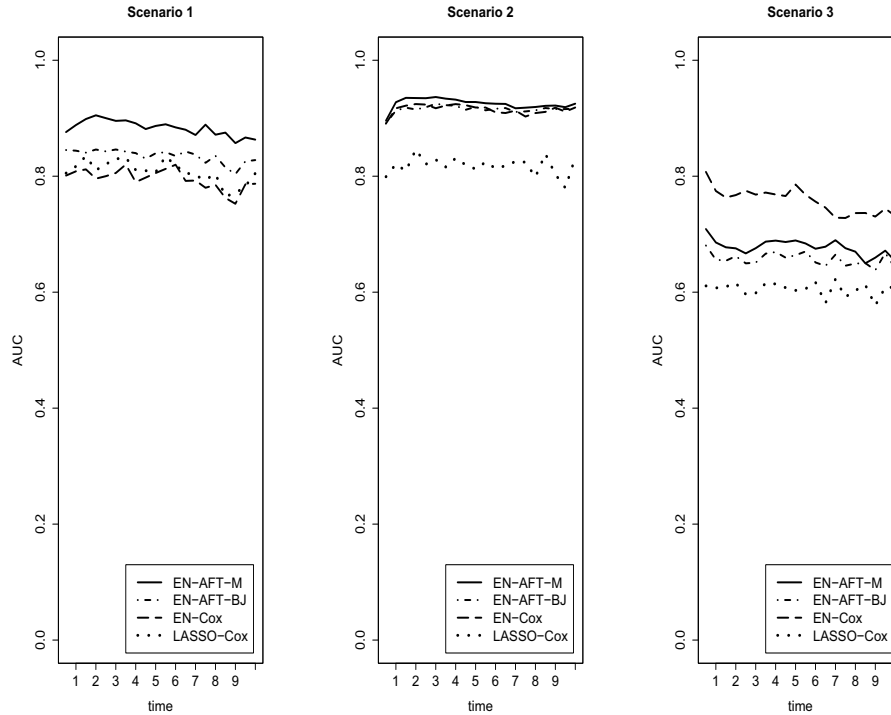 Scenario 1
AUC
1.0
0.8
0.6
0.4
0.2
0.0
EN−AFT−M
EN−AFT−BJ
EN−Cox
LASSO−Cox
1 2 3 4 5 6 7 8 9
time
Scenario 2
AUC
1.0
0.8
0.6
0.4
0.2
0.0
EN−AFT−M
EN−AFT−BJ
EN−Cox
LASSO−Cox
1 2 3 4 5 6 7 8 9
time
Scenario 3
AUC
1.0
0.8
0.6
0.4
0.2
0.0
EN−AFT−M
EN−AFT−BJ
EN−Cox
LASSO−Cox
1 2 3 4 5 6 7 8 9
time